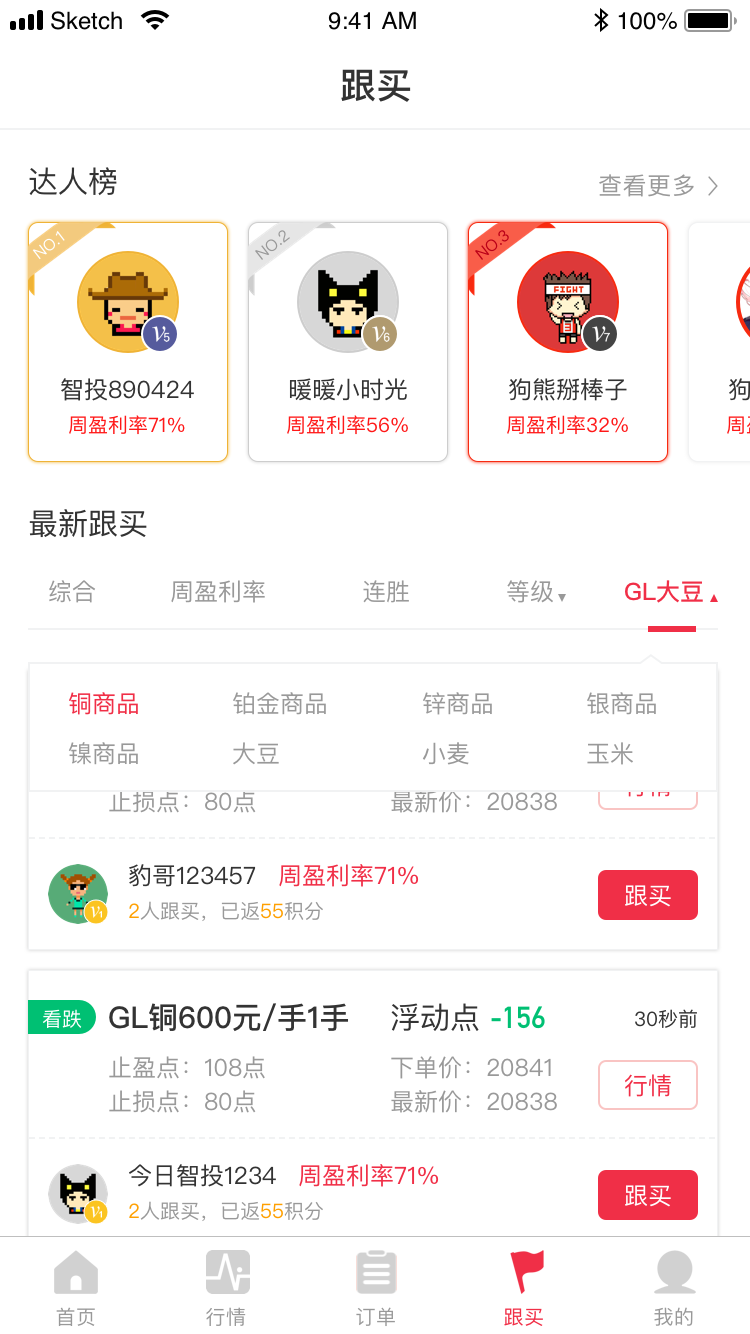 Sketch 9:41 AM 100%
跟买
达人榜 查看更多
NO.1 NO.2 NO.3
FIGHT
V5 V6 V7
智投890424 暖暖小时光 狗熊掰棒子 狗
周盈利率71% 周盈利率56% 周盈利率32% 周
最新跟买
综合 周盈利率 连胜 等级▼ GL大豆▲
铜商品 铂金商品 锌商品 银商品
镍商品 大豆 小麦 玉米
止损点：80点 最新价：20838 行情
豹哥123457 周盈利率71% 跟买
V1 2人跟买，已返55积分
看跌 GL铜600元/手1手 浮动点 -156 30秒前
止盈点：108点 下单价：20841 行情
止损点：80点 最新价：20838
今日智投1234 周盈利率71% 跟买
V1 2人跟买，已返55积分
首页 行情 订单 跟买 我的